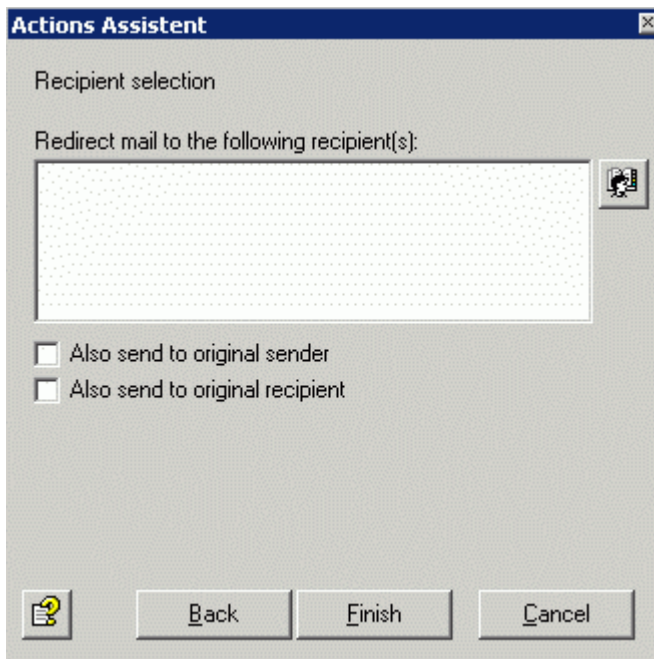 Actions Assistent
Recipient selection
Redirect mail to the following recipient(s):
Also send to original sender
Also send to original recipient
Back Finish Cancel